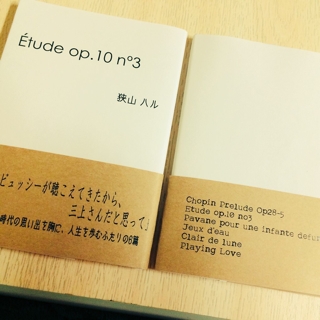 Étude op.10 n°3
狭山 ハル
ビュッシーが聴こえてきたから、
三上さんだと思って」
時代の思い出を胸に、人生を歩むふたりの6篇
Chopin Prelude Op28-5
Etude op.10 no3
Pavane pour une infante défun
Jeux d'eau
Clair de lune
Playing Love